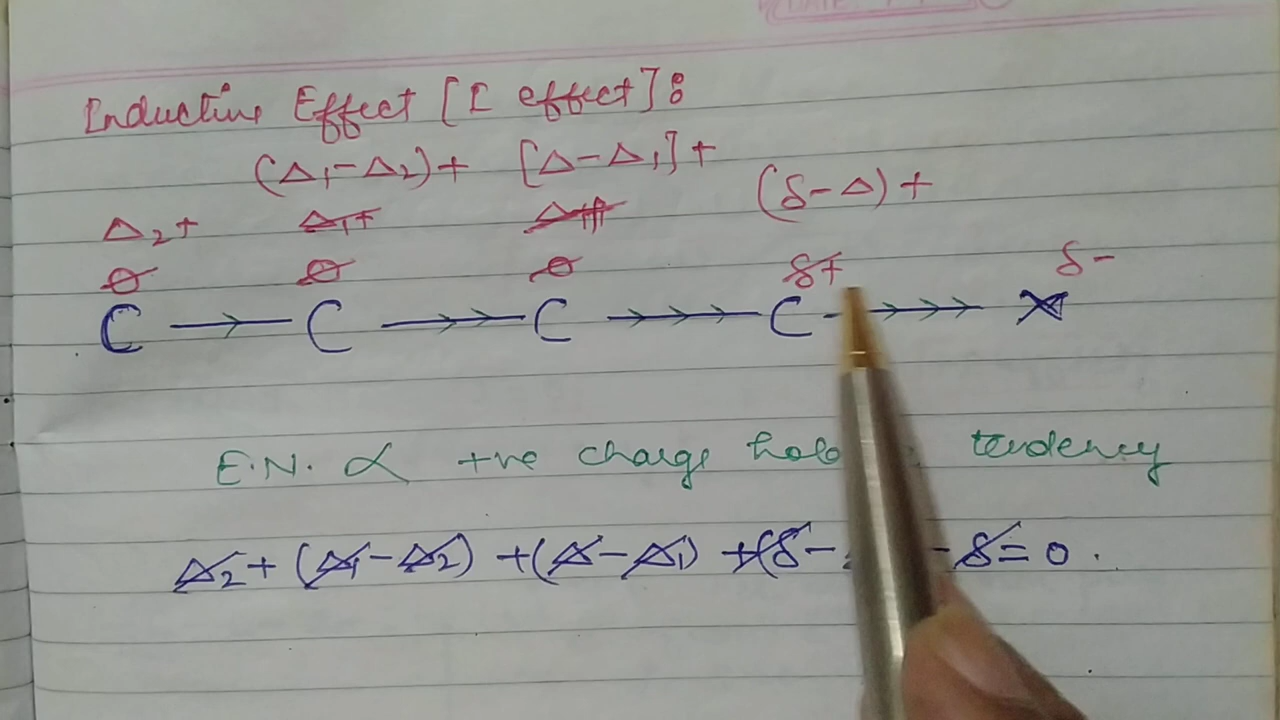 Inductive Effect [I effect]:
(Δ₁-Δ₂)+ [Δ-Δ₁]+ (δ-Δ)+
Δ₂+ Δ₁+
0 0 0 δ+ δ-
C C C C X
E.N. ∝ +ve charge tendency
Δ₂+(Δ₁-Δ₂)+(Δ-Δ₁)+(δ- -δ=0.